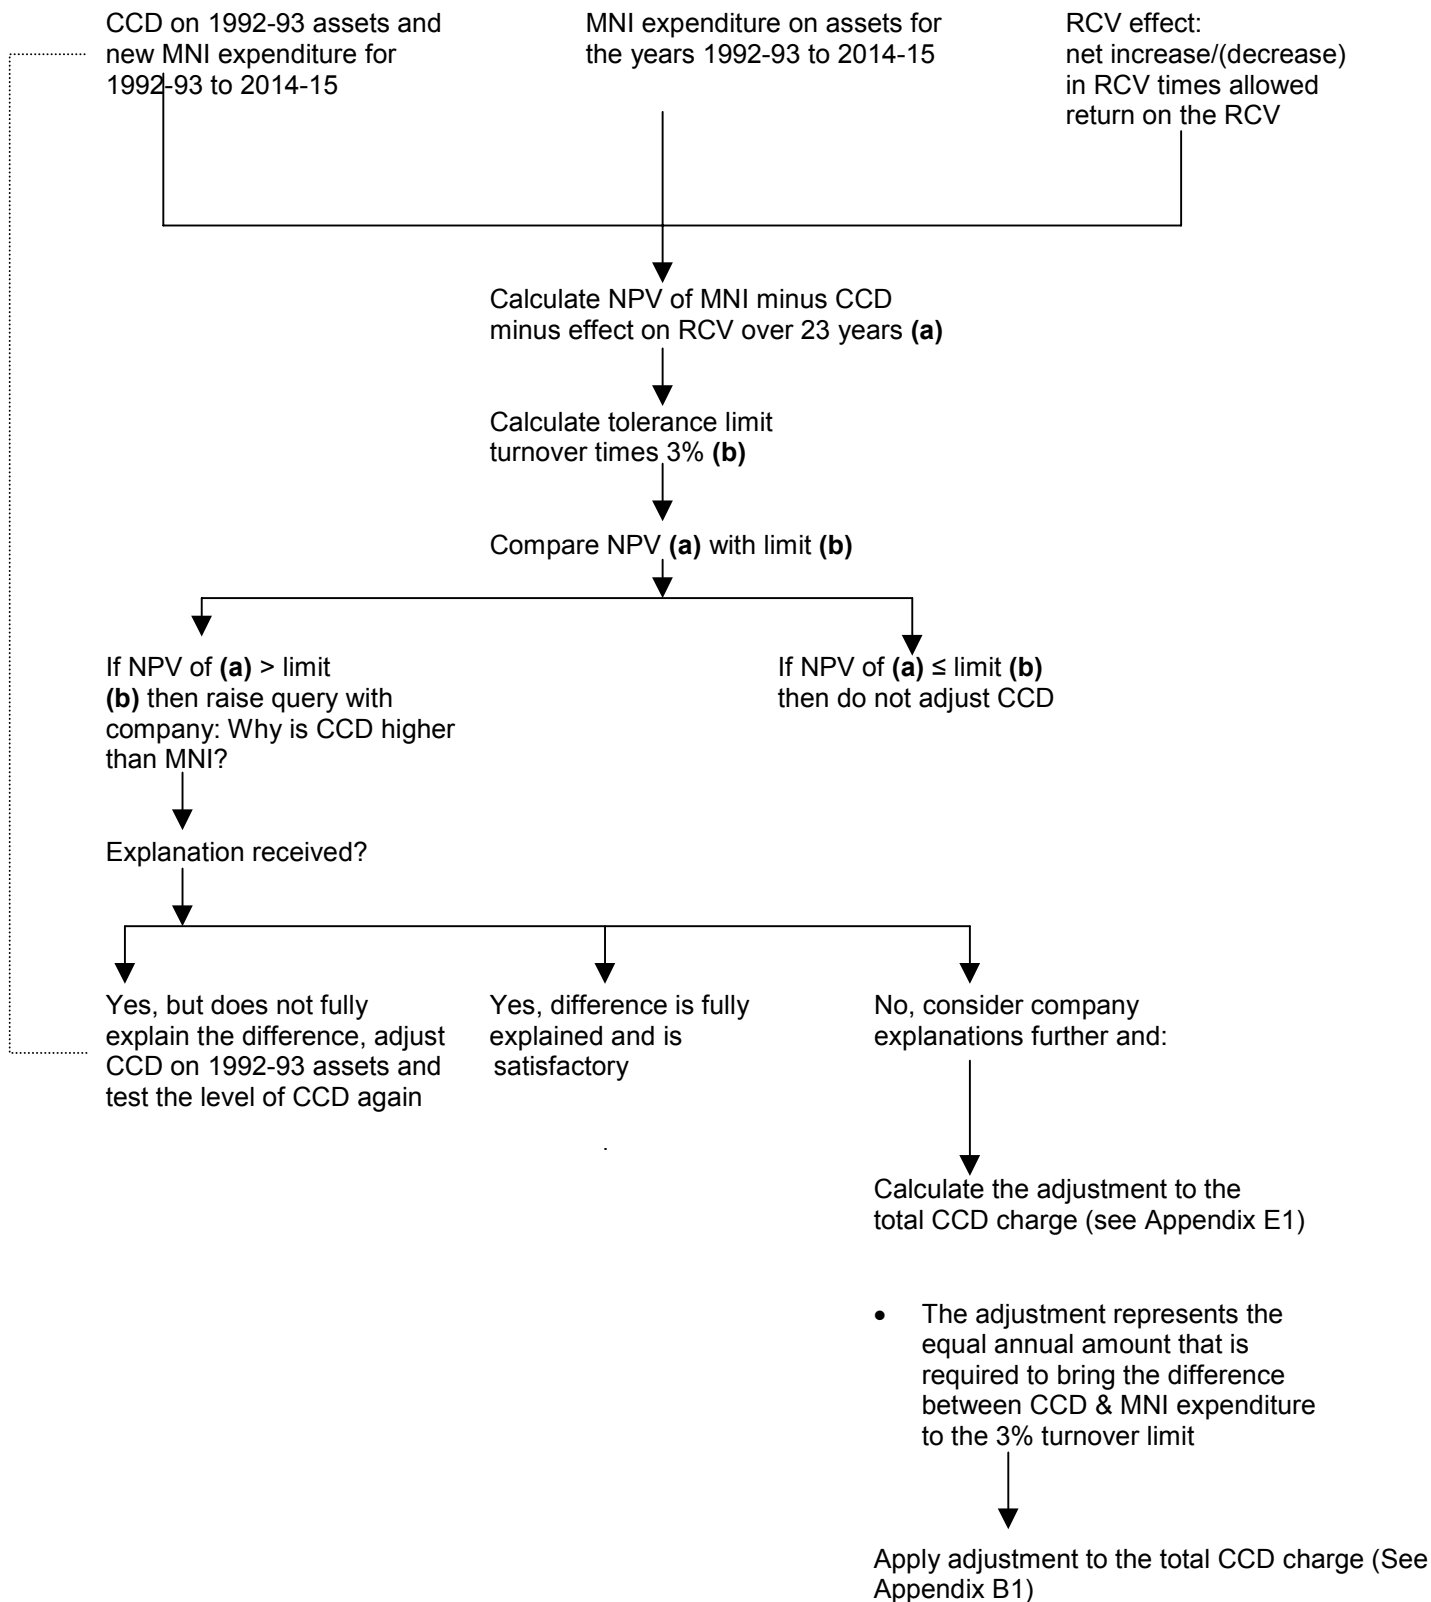 CCD on 1992-93 assets and
new MNI expenditure for
1992-93 to 2014-15
MNI expenditure on assets for
the years 1992-93 to 2014-15
RCV effect:
net increase/(decrease)
in RCV times allowed
return on the RCV
Calculate NPV of MNI minus CCD
minus effect on RCV over 23 years (a)
Calculate tolerance limit
turnover times 3% (b)
Compare NPV (a) with limit (b)
If NPV of (a) > limit
(b) then raise query with
company: Why is CCD higher
than MNI?
If NPV of (a) ≤ limit (b)
then do not adjust CCD
Explanation received?
Yes, but does not fully
explain the difference, adjust
CCD on 1992-93 assets and
test the level of CCD again
Yes, difference is fully
explained and is
satisfactory
.
No, consider company
explanations further and:
Calculate the adjustment to the
total CCD charge (see Appendix E1)
• The adjustment represents the
equal annual amount that is
required to bring the difference
between CCD & MNI expenditure
to the 3% turnover limit
Apply adjustment to the total CCD charge (See
Appendix B1)